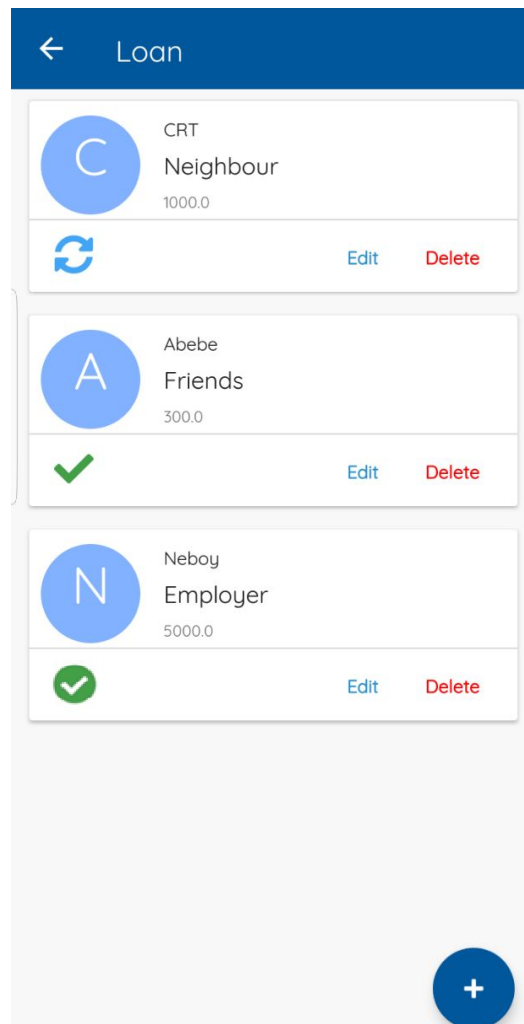 Loan
C
CRT
Neighbour
1000.0
Edit Delete
A
Abebe
Friends
300.0
Edit Delete
N
Neboy
Employer
5000.0
Edit Delete
+